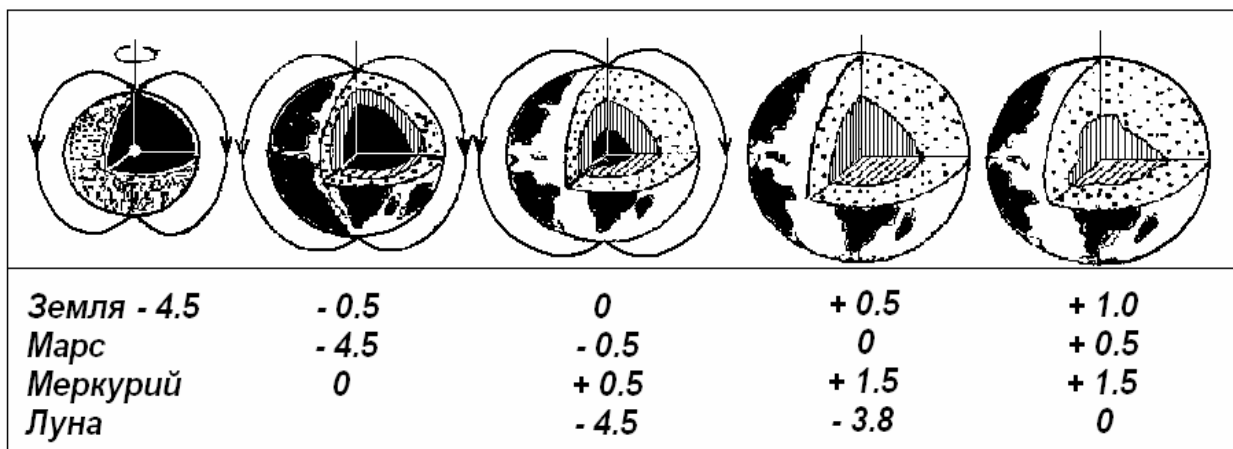 Земля - 4.5 - 0.5 0 + 0.5 + 1.0
Марс - 4.5 - 0.5 0 + 0.5
Меркурий 0 + 0.5 + 1.5 + 1.5
Луна - 4.5 - 3.8 0